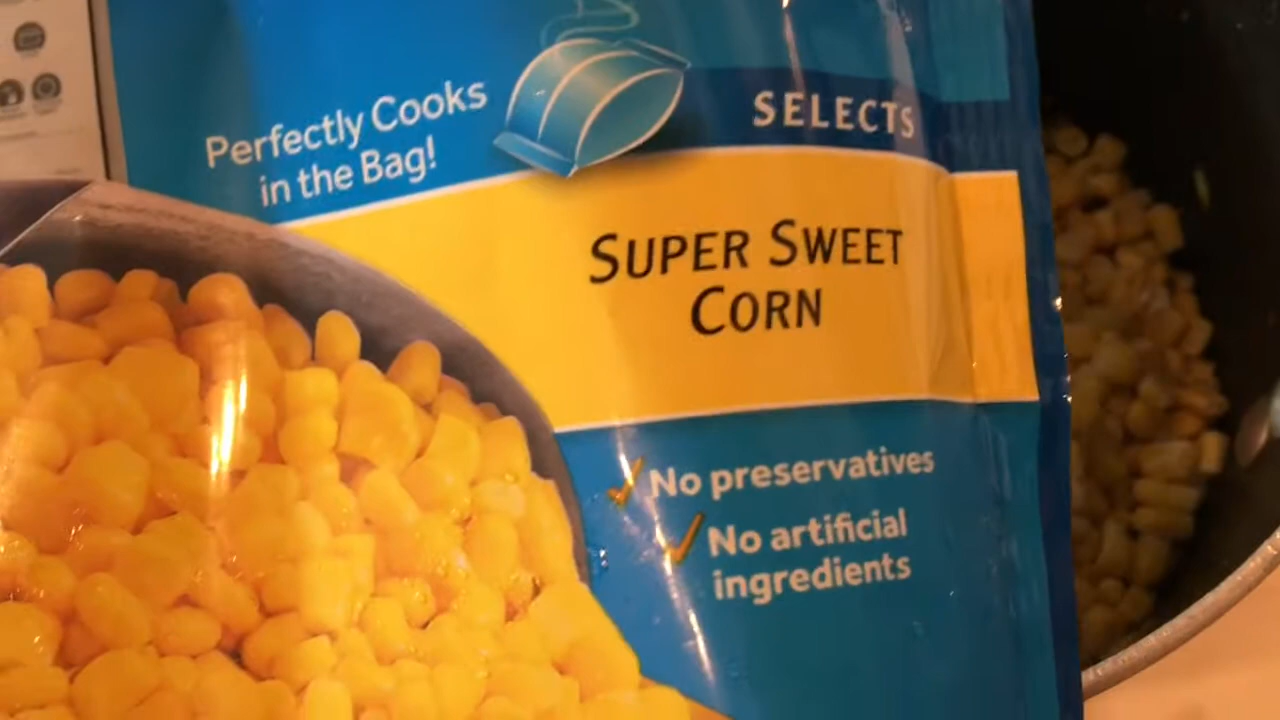 Perfectly Cooks
in the Bag!
SELECTS
SUPER SWEET
CORN
No preservatives
No artificial
ingredients